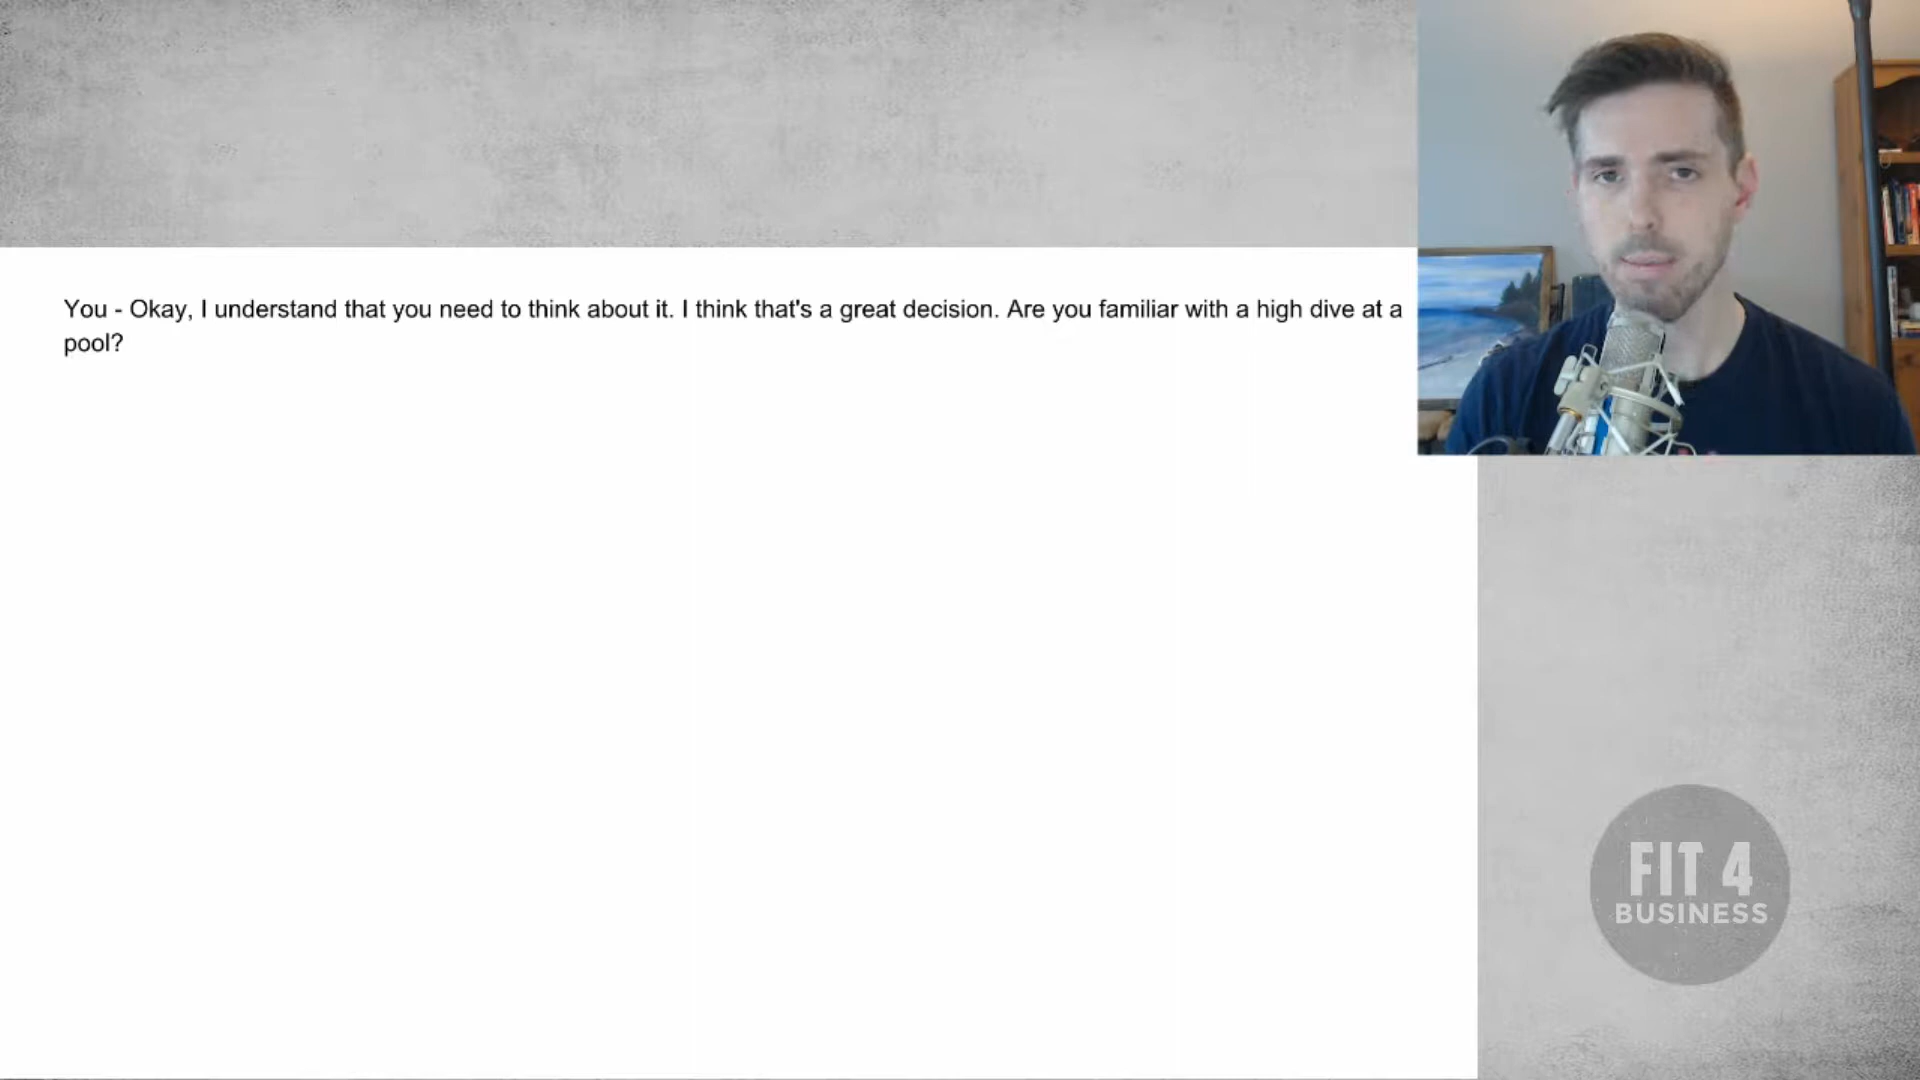 You - Okay, I understand that you need to think about it. I think that's a great decision. Are you familiar with a high dive at a
pool?
FIT 4
BUSINESS